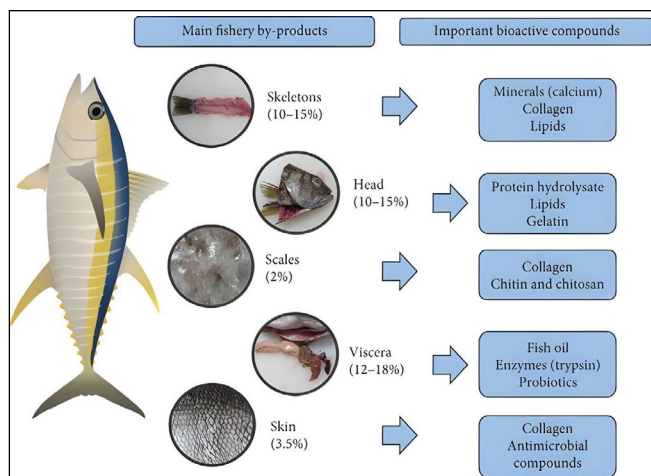 Main fishery by-products
Important bioactive compounds
Skeletons
(10–15%)
Minerals (calcium)
Collagen
Lipids
Head
(10–15%)
Protein hydrolysate
Lipids
Gelatin
Scales
(2%)
Collagen
Chitin and chitosan
Viscera
(12–18%)
Fish oil
Enzymes (trypsin)
Probiotics
Skin
(3.5%)
Collagen
Antimicrobial
compounds